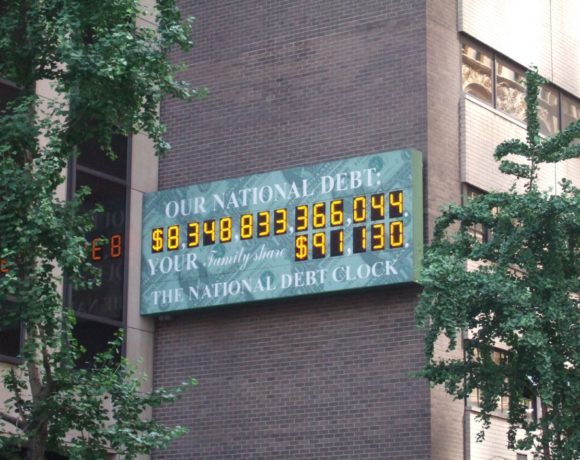 OUR NATIONAL DEBT:
$8,348,833,366,044.
YOUR Family share $91,130.
THE NATIONAL DEBT CLOCK